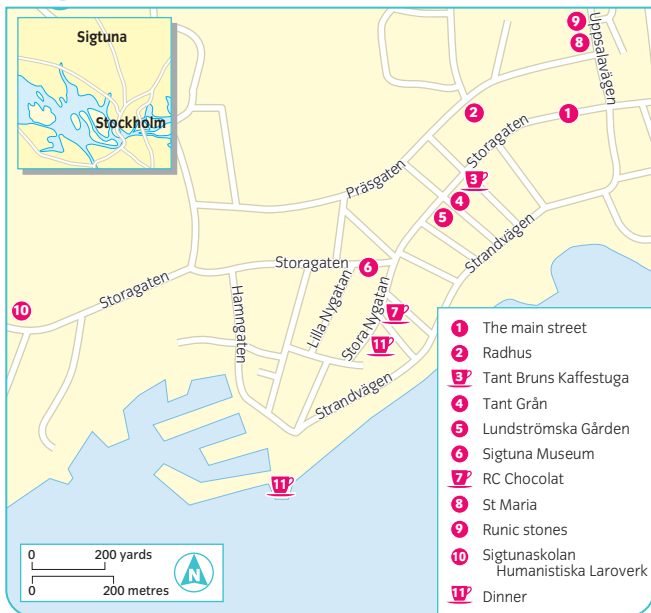 Sigtuna
Stockholm
9
8
Uppsalavägen
2
1
Storagaten
3
Präsgaten
4
5
Strandvägen
Storagaten
6
Storagaten
10
Hamngaten
Lilla Nygatan
Stora Nygatan
7
11
Strandvägen
11
0 200 yards
0 200 metres
N
1 The main street
2 Radhus
3 Tant Bruns Kaffestuga
4 Tant Grån
5 Lundströmska Gården
6 Sigtuna Museum
7 RC Chocolat
8 St Maria
9 Runic stones
10 Sigtunaskolan
Humanistiska Laroverk
11 Dinner